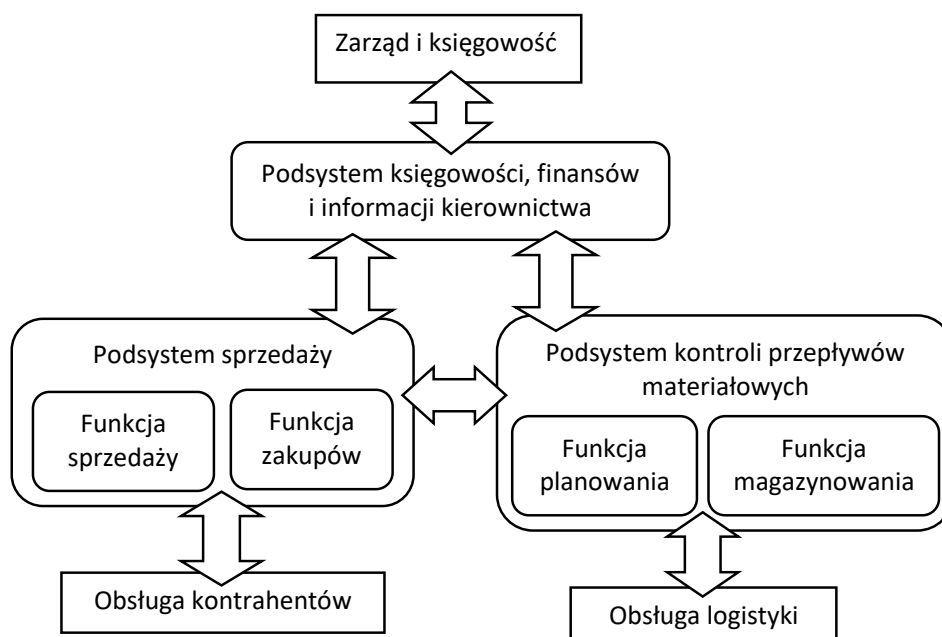 Zarząd i księgowość
Podsystem księgowości, finansów
i informacji kierownictwa
Podsystem sprzedaży
Funkcja
sprzedaży
Funkcja
zakupów
Podsystem kontroli przepływów
materiałowych
Funkcja
planowania
Funkcja
magazynowania
Obsługa kontrahentów
Obsługa logistyki